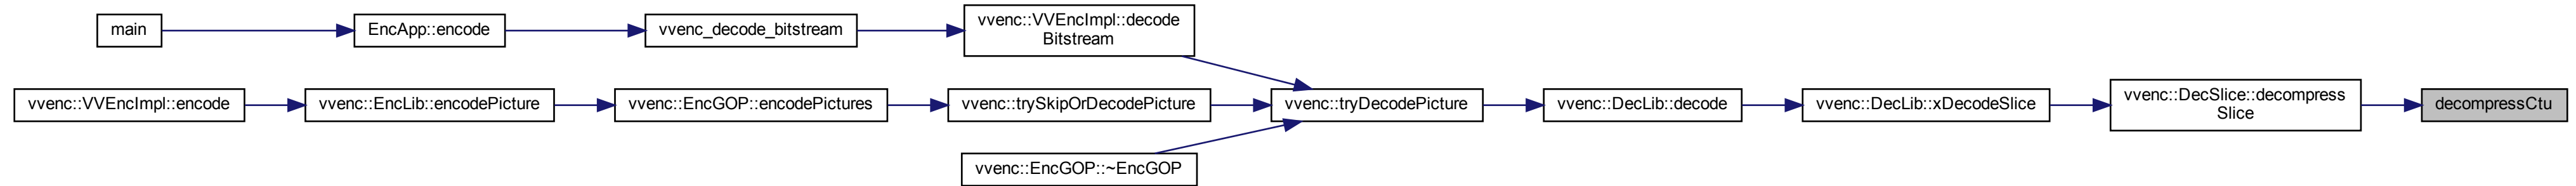 main
EncApp::encode
vvenc_decode_bitstream
vvenc::VVEncImpl::decode
Bitstream
vvenc::VVEncImpl::encode
vvenc::EncLib::encodePicture
vvenc::EncGOP::encodePictures
vvenc::trySkipOrDecodePicture
vvenc::tryDecodePicture
vvenc::DecLib::decode
vvenc::DecLib::xDecodeSlice
vvenc::DecSlice::decompress
Slice
decompressCtu
vvenc::EncGOP::~EncGOP